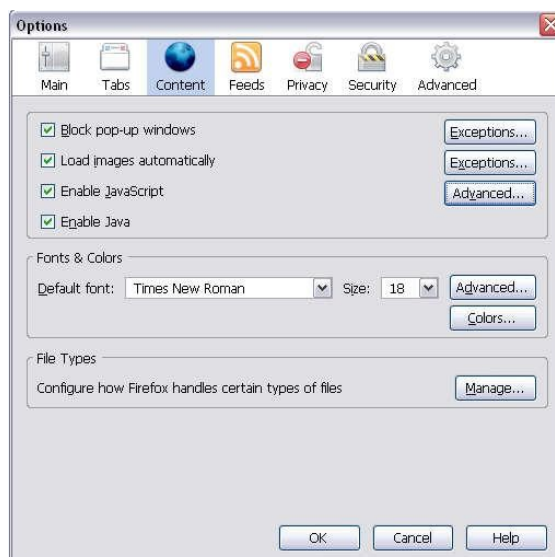 Options
Main Tabs Content Feeds Privacy Security Advanced
Block pop-up windows Exceptions...
Load images automatically Exceptions...
Enable JavaScript Advanced...
Enable Java
Fonts & Colors
Default font: Times New Roman Size: 18 Advanced...
Colors...
File Types
Configure how Firefox handles certain types of files Manage...
OK Cancel Help